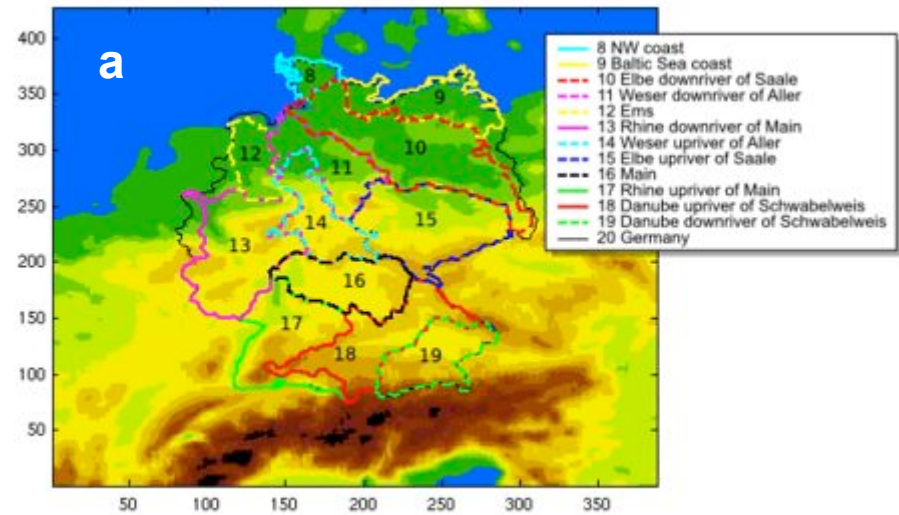 a
400
350
300
250
200
150
100
50
50
100
150
200
250
300
350
8
9
10
11
12
13
14
15
16
17
18
19
8 NW coast
9 Baltic Sea coast
10 Elbe downriver of Saale
11 Weser downriver of Aller
12 Ems
13 Rhine downriver of Main
14 Weser upriver of Aller
15 Elbe upriver of Saale
16 Main
17 Rhine upriver of Main
18 Danube upriver of Schwabelweis
19 Danube downriver of Schwabelweis
20 Germany